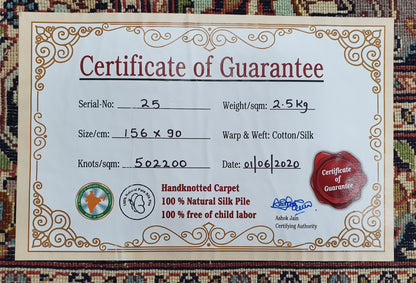 Certificate of Guarantee
Serial-No: 25
Weight/sqm: 2.5 Kg
Size/cm: 156 x 90
Warp & Weft: Cotton/Silk
Knots/sqm: 502200
Date: 01/06/2020
Handknotted Carpet
100 % Natural Silk Pile
100 % free of child labor
Certificate
of
Guarantee
Ashok Jain
Certifying Authority